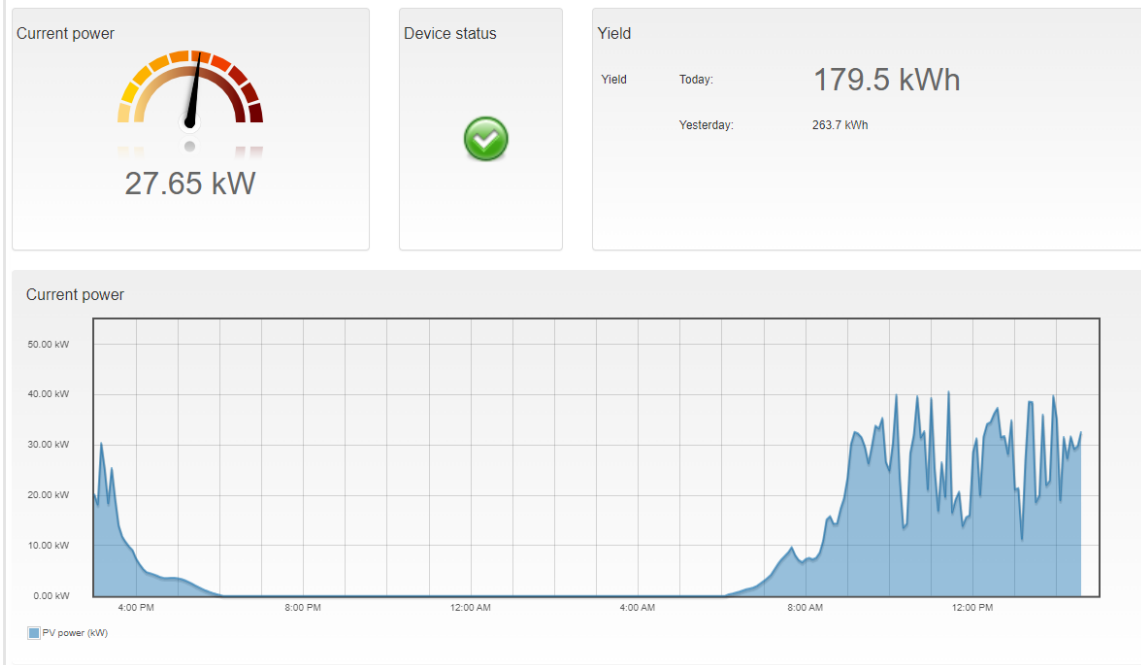 Current power
27.65 kW
Device status
Yield
Yield Today: 179.5 kWh
Yesterday: 263.7 kWh
Current power
50.00 kW
40.00 kW
30.00 kW
20.00 kW
10.00 kW
0.00 kW
4:00 PM 8:00 PM 12:00 AM 4:00 AM 8:00 AM 12:00 PM
PV power (kW)